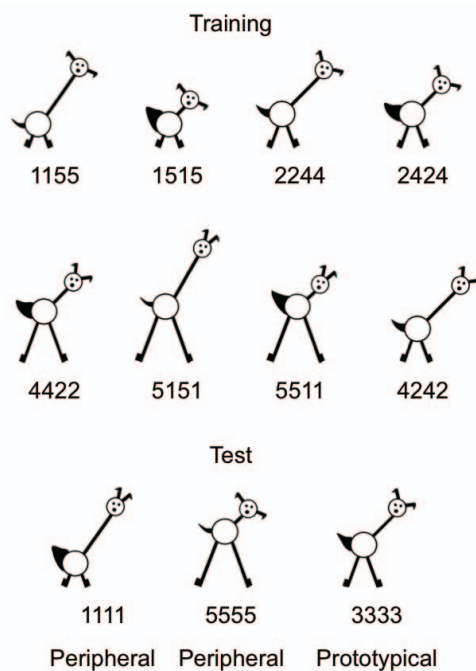 Training
1155 1515 2244 2424
4422 5151 5511 4242
Test
1111 5555 3333
Peripheral Peripheral Prototypical